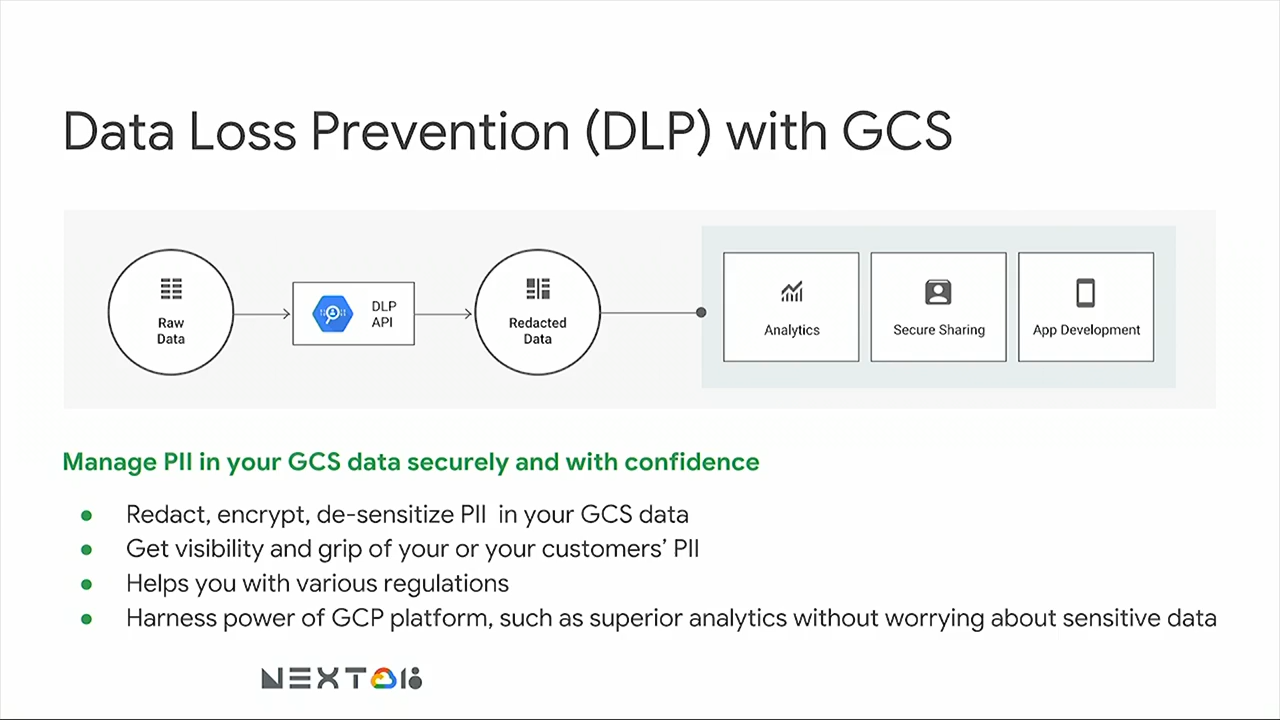 Data Loss Prevention (DLP) with GCS
Raw
Data
DLP
API
Redacted
Data
Analytics
Secure Sharing
App Development
Manage PII in your GCS data securely and with confidence
Redact, encrypt, de-sensitize PII in your GCS data
Get visibility and grip of your or your customers’ PII
Helps you with various regulations
Harness power of GCP platform, such as superior analytics without worrying about sensitive data
NEXT 18